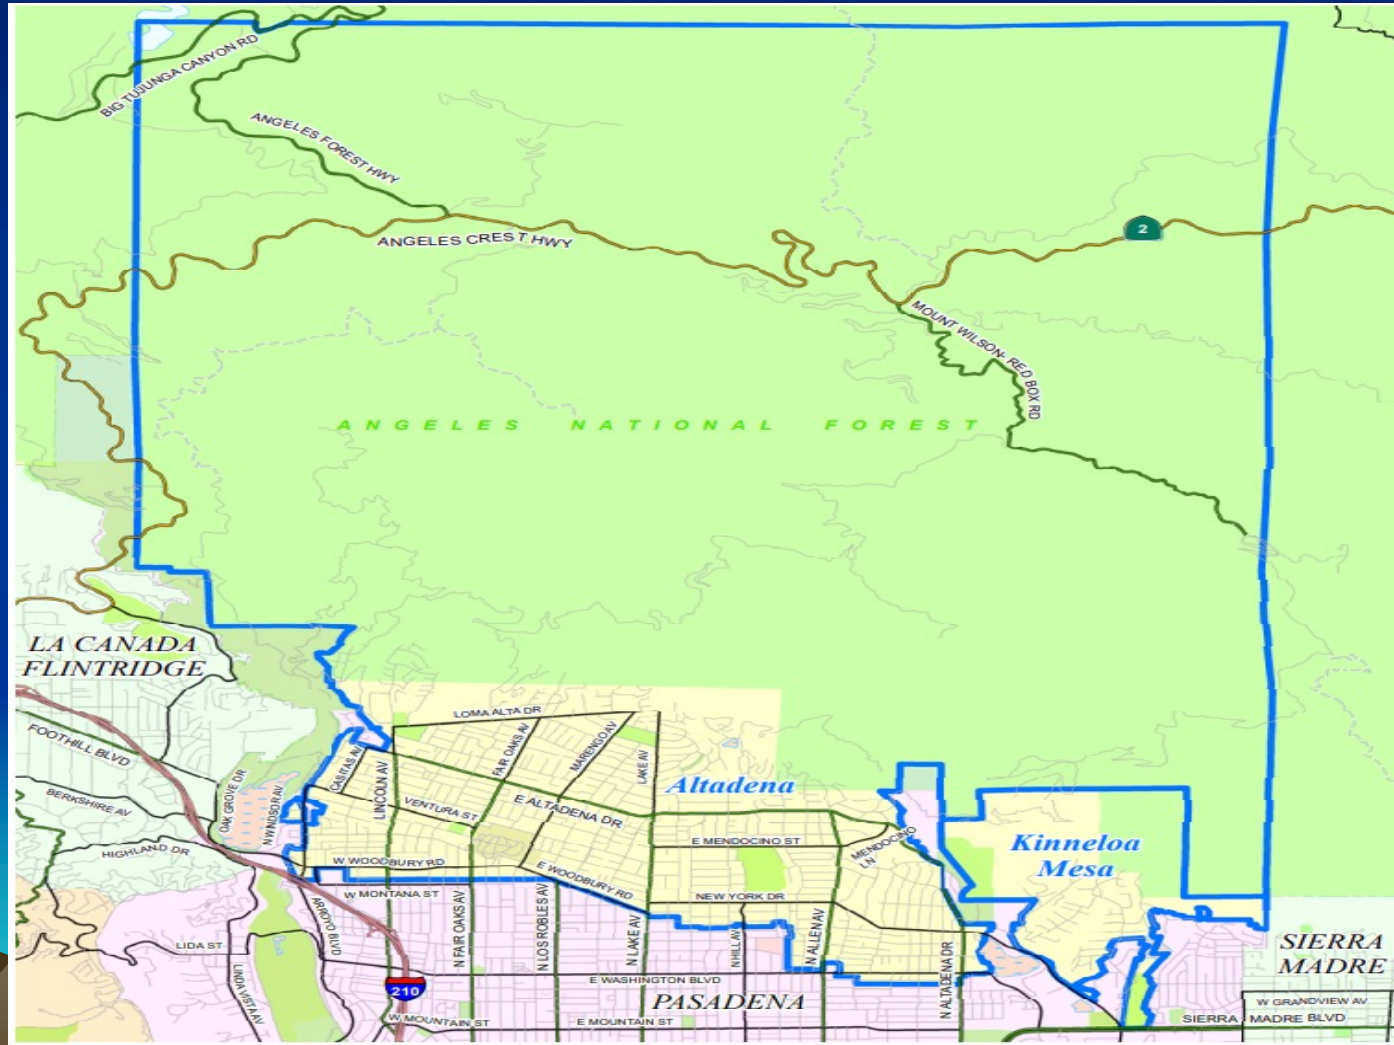 BIG TUJUNGA CANYON RD
ANGELES FOREST HWY
ANGELES CREST HWY
2
MOUNT WILSON- RED BOX RD
ANGELES NATIONAL FOREST
LA CANADA
FLINTRIDGE
FOOTHILL BLVD
BERKSHIRE AV
HIGHLAND DR
OAK GROVE DR
N WINDSOR AV
CASITAS AV
LINCOLN AV
LOMA ALTA DR
FAIR OAKS AV
MARENGO AV
LAKE AV
VENTURA ST
E ALTADENA DR
Altadena
E MENDOCINO ST
MENDOCINO
LN
Kinneloa
Mesa
W WOODBURY RD
E WOODBURY RD
W MONTANA ST
NEW YORK DR
ARROYO BLVD
N FAIR OAKS AV
N LOS ROBLES AV
N LAKE AV
N HILL AV
N ALLEN AV
N ALTADENA DR
LIDA ST
LINDA VISTA AV
210
E WASHINGTON BLVD
PASADENA
W MOUNTAIN ST
E MOUNTAIN ST
SIERRA
MADRE
W GRANDVIEW AV
SIERRA MADRE BLVD